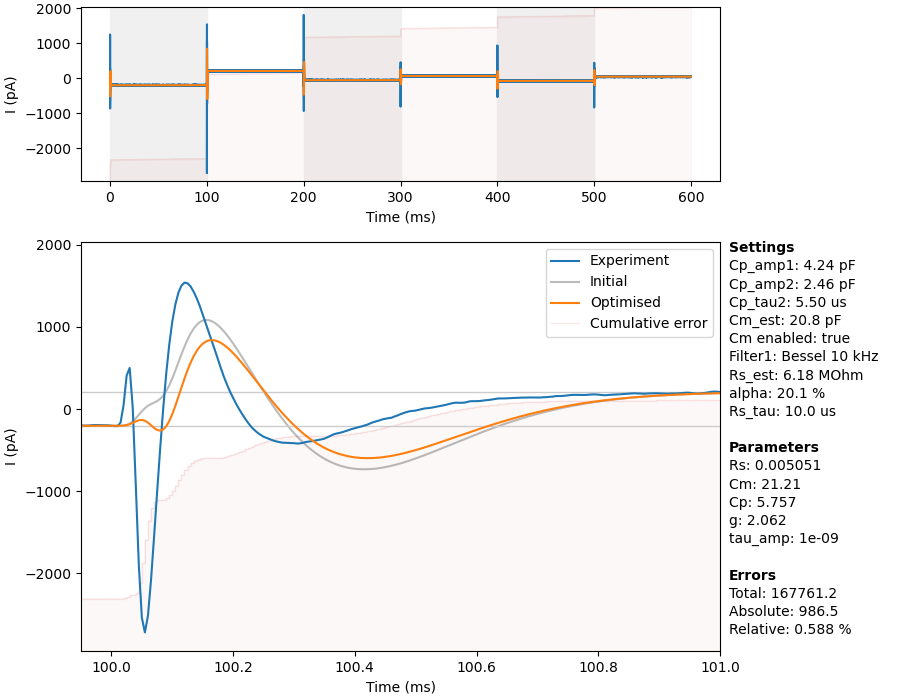 2000
1000
0
−1000
−2000
I (pA)
0 100 200 300 400 500 600
Time (ms)
2000
1000
0
−1000
−2000
I (pA)
100.0 100.2 100.4 100.6 100.8 101.0
Time (ms)
Experiment
Initial
Optimised
Cumulative error
Settings
Cp_amp1: 4.24 pF
Cp_amp2: 2.46 pF
Cp_tau2: 5.50 us
Cm_est: 20.8 pF
Cm enabled: true
Filter1: Bessel 10 kHz
Rs_est: 6.18 MOhm
alpha: 20.1 %
Rs_tau: 10.0 us
Parameters
Rs: 0.005051
Cm: 21.21
Cp: 5.757
g: 2.062
tau_amp: 1e-09
Errors
Total: 167761.2
Absolute: 986.5
Relative: 0.588 %